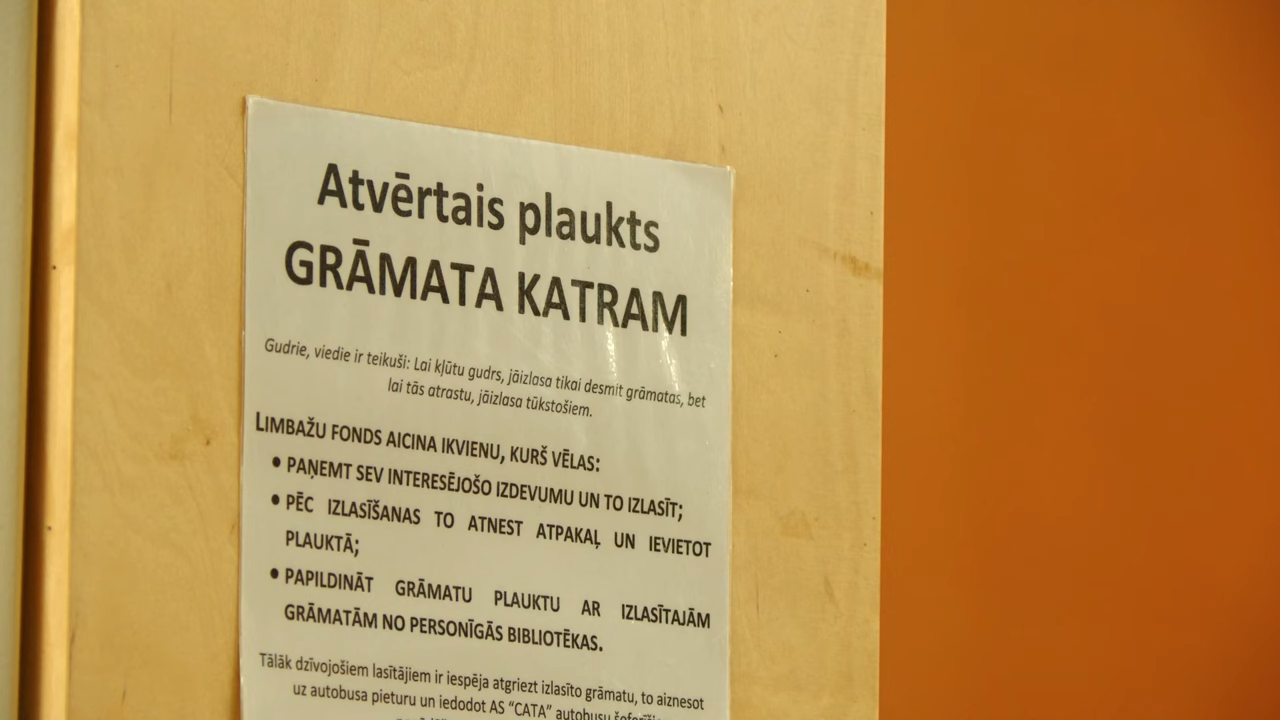 Atvērtais plaukts
GRĀMATA KATRAM
Gudrie, viedie ir teikuši: Lai kļūtu gudrs, jāizlasa tikai desmit grāmatas, bet
lai tās atrastu, jāizlasa tūkstošiem.
LIMBAŽU FONDS AICINA IKVIENU, KURŠ VĒLAS:
• PAŅEMT SEV INTERESĒJOŠO IZDEVUMU UN TO IZLASĪT;
• PĒC IZLASĪŠANAS TO ATNEST ATPAKAĻ UN IEVIETOT
PLAUKTĀ;
• PAPILDINĀT GRĀMATU PLAUKTU AR IZLASĪTAJĀM
GRĀMATĀM NO PERSONĪGĀS BIBLIOTĒKAS.
Tālāk dzīvojošiem lasītājiem ir iespēja atgriezt izlasīto grāmatu, to aiznesot
uz autobusa pieturu un iedodot AS “CATA” autobusu